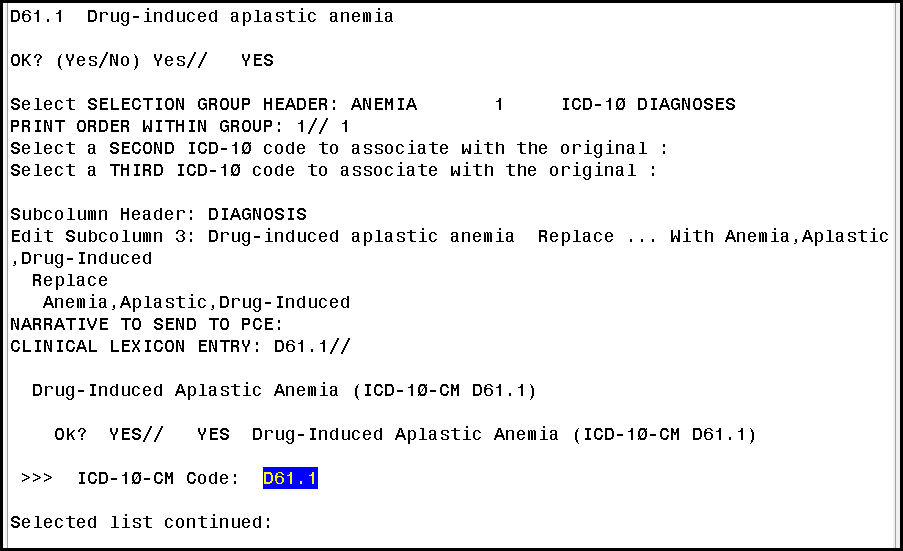 D61.1  Drug-induced aplastic anemia
OK? (Yes/No) Yes//   YES
Select SELECTION GROUP HEADER: ANEMIA       1     ICD-10 DIAGNOSES
PRINT ORDER WITHIN GROUP: 1// 1
Select a SECOND ICD-10 code to associate with the original :
Select a THIRD ICD-10 code to associate with the original :
Subcolumn Header: DIAGNOSIS
Edit Subcolumn 3: Drug-induced aplastic anemia  Replace ... With Anemia,Aplastic
,Drug-Induced
  Replace
   Anemia,Aplastic,Drug-Induced
NARRATIVE TO SEND TO PCE:
CLINICAL LEXICON ENTRY: D61.1//
  Drug-Induced Aplastic Anemia (ICD-10-CM D61.1)
    Ok?  YES//   YES  Drug-Induced Aplastic Anemia (ICD-10-CM D61.1)
 >>>  ICD-10-CM Code:  D61.1
Selected list continued: